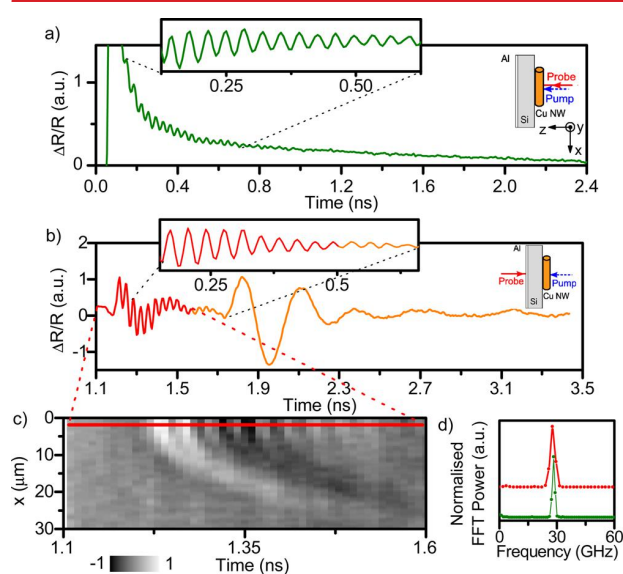 a)
ΔR/R (a.u.)
1
0
0.25 0.50
0.0 0.4 0.8 1.2 1.6 2.0 2.4
Time (ns)
Al
Probe
Pump
Si
Cu NW
z
y
x
b)
ΔR/R (a.u.)
2
1
0
-1
0.25 0.5
1.1 1.5 1.9 2.3 2.7 3.1 3.5
Time (ns)
Al
Probe
Pump
Si
Cu NW
c)
x (μm)
0
10
20
30
1.1 1.35 1.6
Time (ns)
-1 1
d)
Normalised
FFT Power (a.u.)
0 30 60
Frequency (GHz)